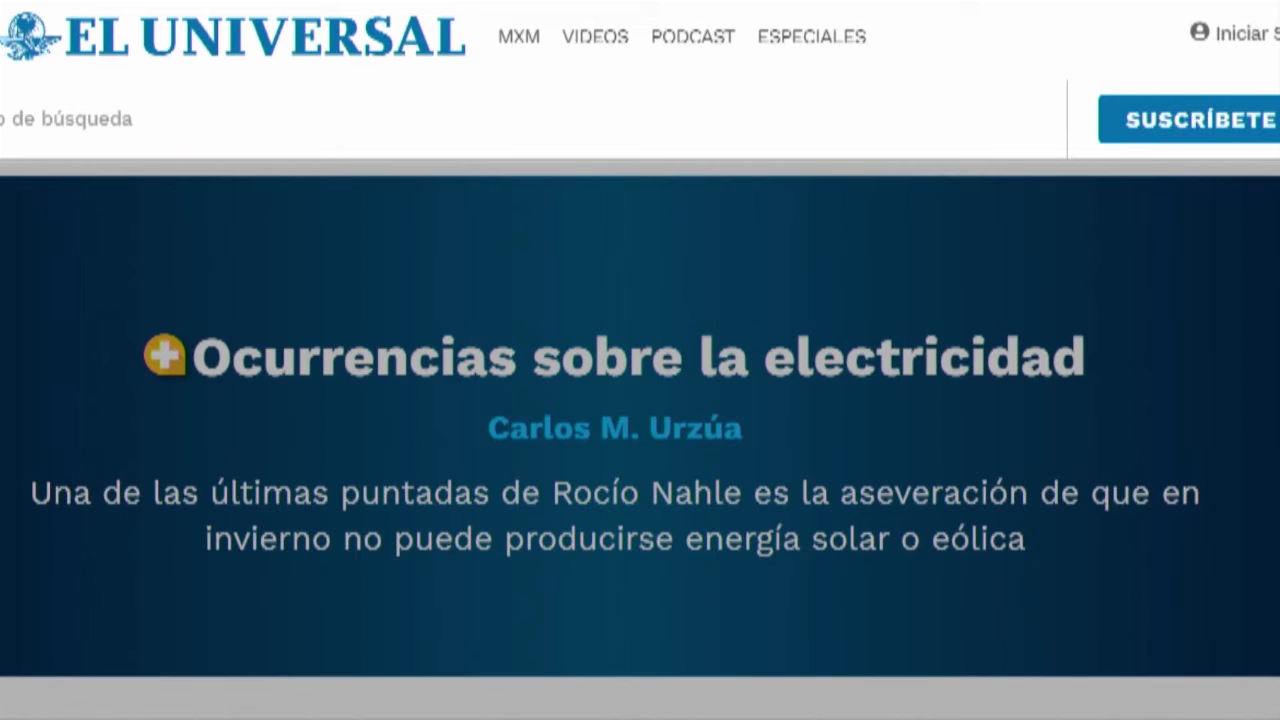 EL UNIVERSAL MXM VIDEOS PODCAST ESPECIALES Iniciar
de búsqueda
SUSCRÍBETE
Ocurrencias sobre la electricidad
Carlos M. Urzúa
Una de las últimas puntadas de Rocío Nahle es la aseveración de que en
invierno no puede producirse energía solar o eólica